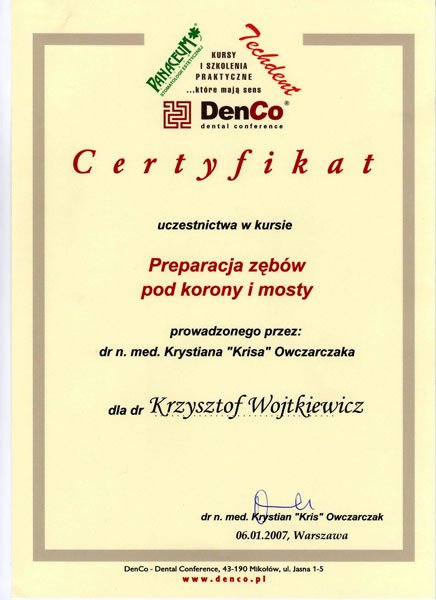 PANACEUM
STOMATOLOGII ESTETYCZNEJ
Techdent
KURSY
I SZKOLENIA
PRAKTYCZNE
...które mają sens
DenCo®
dental conference
Certyfikat
uczestnictwa w kursie
Preparacja zębów
pod korony i mosty
prowadzonego przez:
dr n. med. Krystiana "Krisa" Owczarczaka
dla dr Krzysztof Wojtkiewicz
dr n. med. Krystian "Kris" Owczarczak
06.01.2007, Warszawa
DenCo - Dental Conference, 43-190 Mikołów, ul. Jasna 1-5
www.denco.pl